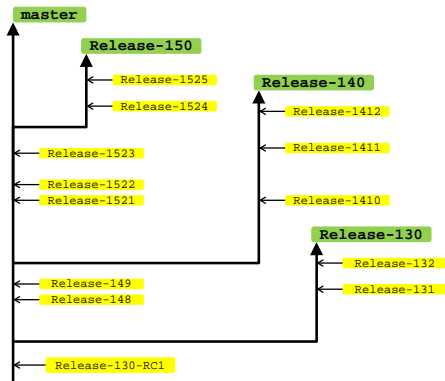 master
Release-150
Release-1525
Release-140
Release-1524
Release-1412
Release-1411
Release-1523
Release-1522
Release-1521
Release-1410
Release-130
Release-132
Release-149
Release-131
Release-148
Release-130-RC1